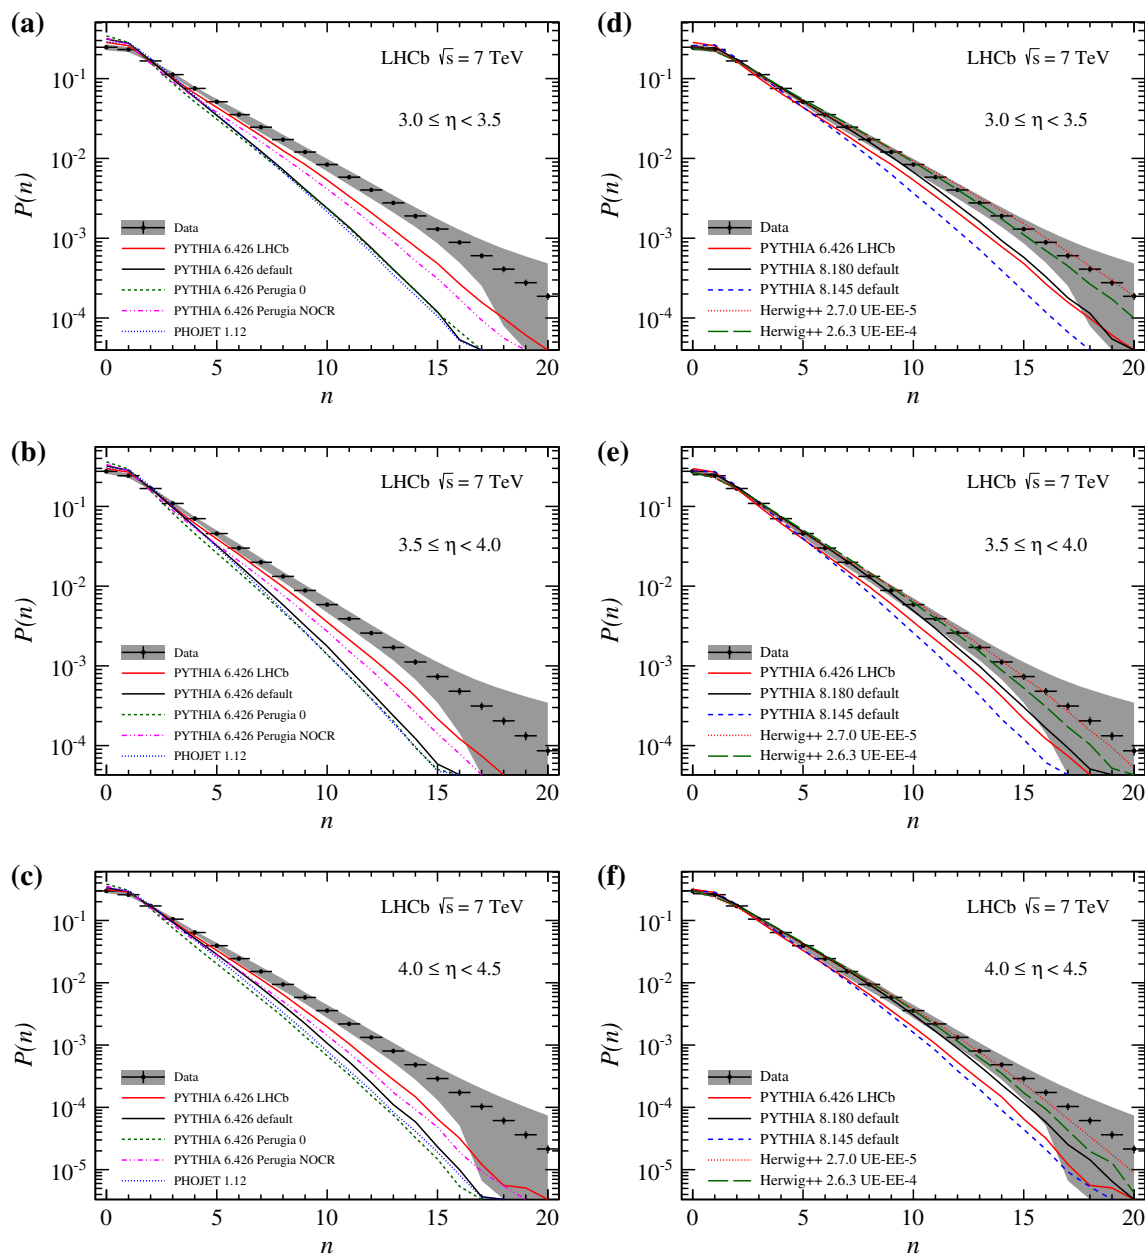 (a)
LHCb √s = 7 TeV
3.0 ≤ η < 3.5
P(n)
10⁻¹
10⁻²
10⁻³
10⁻⁴
Data
PYTHIA 6.426 LHCb
PYTHIA 6.426 default
PYTHIA 6.426 Perugia 0
PYTHIA 6.426 Perugia NOCR
PHOJET 1.12
0 5 10 15 20
n
(d)
LHCb √s = 7 TeV
3.0 ≤ η < 3.5
P(n)
10⁻¹
10⁻²
10⁻³
10⁻⁴
Data
PYTHIA 6.426 LHCb
PYTHIA 8.180 default
PYTHIA 8.145 default
Herwig++ 2.7.0 UE-EE-5
Herwig++ 2.6.3 UE-EE-4
0 5 10 15 20
n
(b)
LHCb √s = 7 TeV
3.5 ≤ η < 4.0
P(n)
10⁻¹
10⁻²
10⁻³
10⁻⁴
Data
PYTHIA 6.426 LHCb
PYTHIA 6.426 default
PYTHIA 6.426 Perugia 0
PYTHIA 6.426 Perugia NOCR
PHOJET 1.12
0 5 10 15 20
n
(e)
LHCb √s = 7 TeV
3.5 ≤ η < 4.0
P(n)
10⁻¹
10⁻²
10⁻³
10⁻⁴
Data
PYTHIA 6.426 LHCb
PYTHIA 8.180 default
PYTHIA 8.145 default
Herwig++ 2.7.0 UE-EE-5
Herwig++ 2.6.3 UE-EE-4
0 5 10 15 20
n
(c)
LHCb √s = 7 TeV
4.0 ≤ η < 4.5
P(n)
10⁻¹
10⁻²
10⁻³
10⁻⁴
10⁻⁵
Data
PYTHIA 6.426 LHCb
PYTHIA 6.426 default
PYTHIA 6.426 Perugia 0
PYTHIA 6.426 Perugia NOCR
PHOJET 1.12
0 5 10 15 20
n
(f)
LHCb √s = 7 TeV
4.0 ≤ η < 4.5
P(n)
10⁻¹
10⁻²
10⁻³
10⁻⁴
10⁻⁵
Data
PYTHIA 6.426 LHCb
PYTHIA 8.180 default
PYTHIA 8.145 default
Herwig++ 2.7.0 UE-EE-5
Herwig++ 2.6.3 UE-EE-4
0 5 10 15 20
n